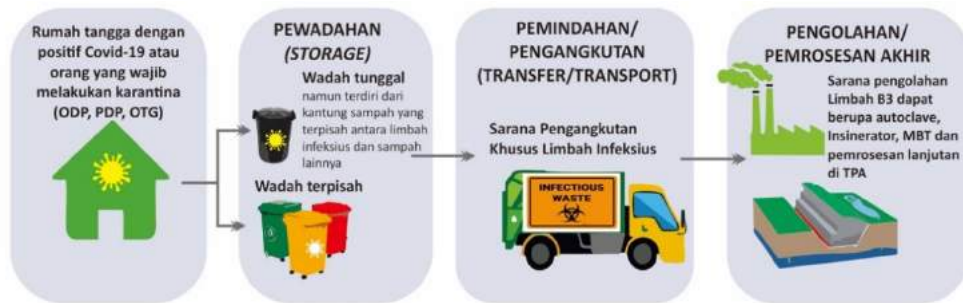 Rumah tangga dengan
positif Covid-19 atau
orang yang wajib
melakukan karantina
(ODP, PDP, OTG)
PEWADAHAN
(STORAGE)
Wadah tunggal
namun terdiri dari
kantung sampah yang
terpisah antara limbah
infeksius dan sampah
lainnya
Wadah terpisah
PEMINDAHAN/
PENGANGKUTAN
(TRANSFER/TRANSPORT)
Sarana Pengangkutan
Khusus Limbah Infeksius
INFECTIOUS
WASTE
PENGOLAHAN/
PEMROSESAN AKHIR
Sarana pengolahan
Limbah B3 dapat
berupa autoclave,
Insinerator, MBT dan
pemrosesan lanjutan
di TPA